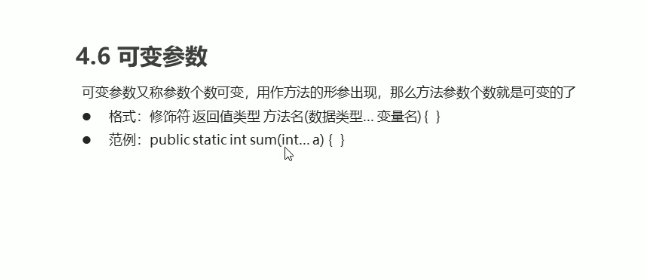 4.6 可变参数
可变参数又称参数个数可变，用作方法的形参出现，那么方法参数个数就是可变的了
● 格式：修饰符 返回值类型 方法名(数据类型… 变量名) { }
● 范例：public static int sum(int… a) { }